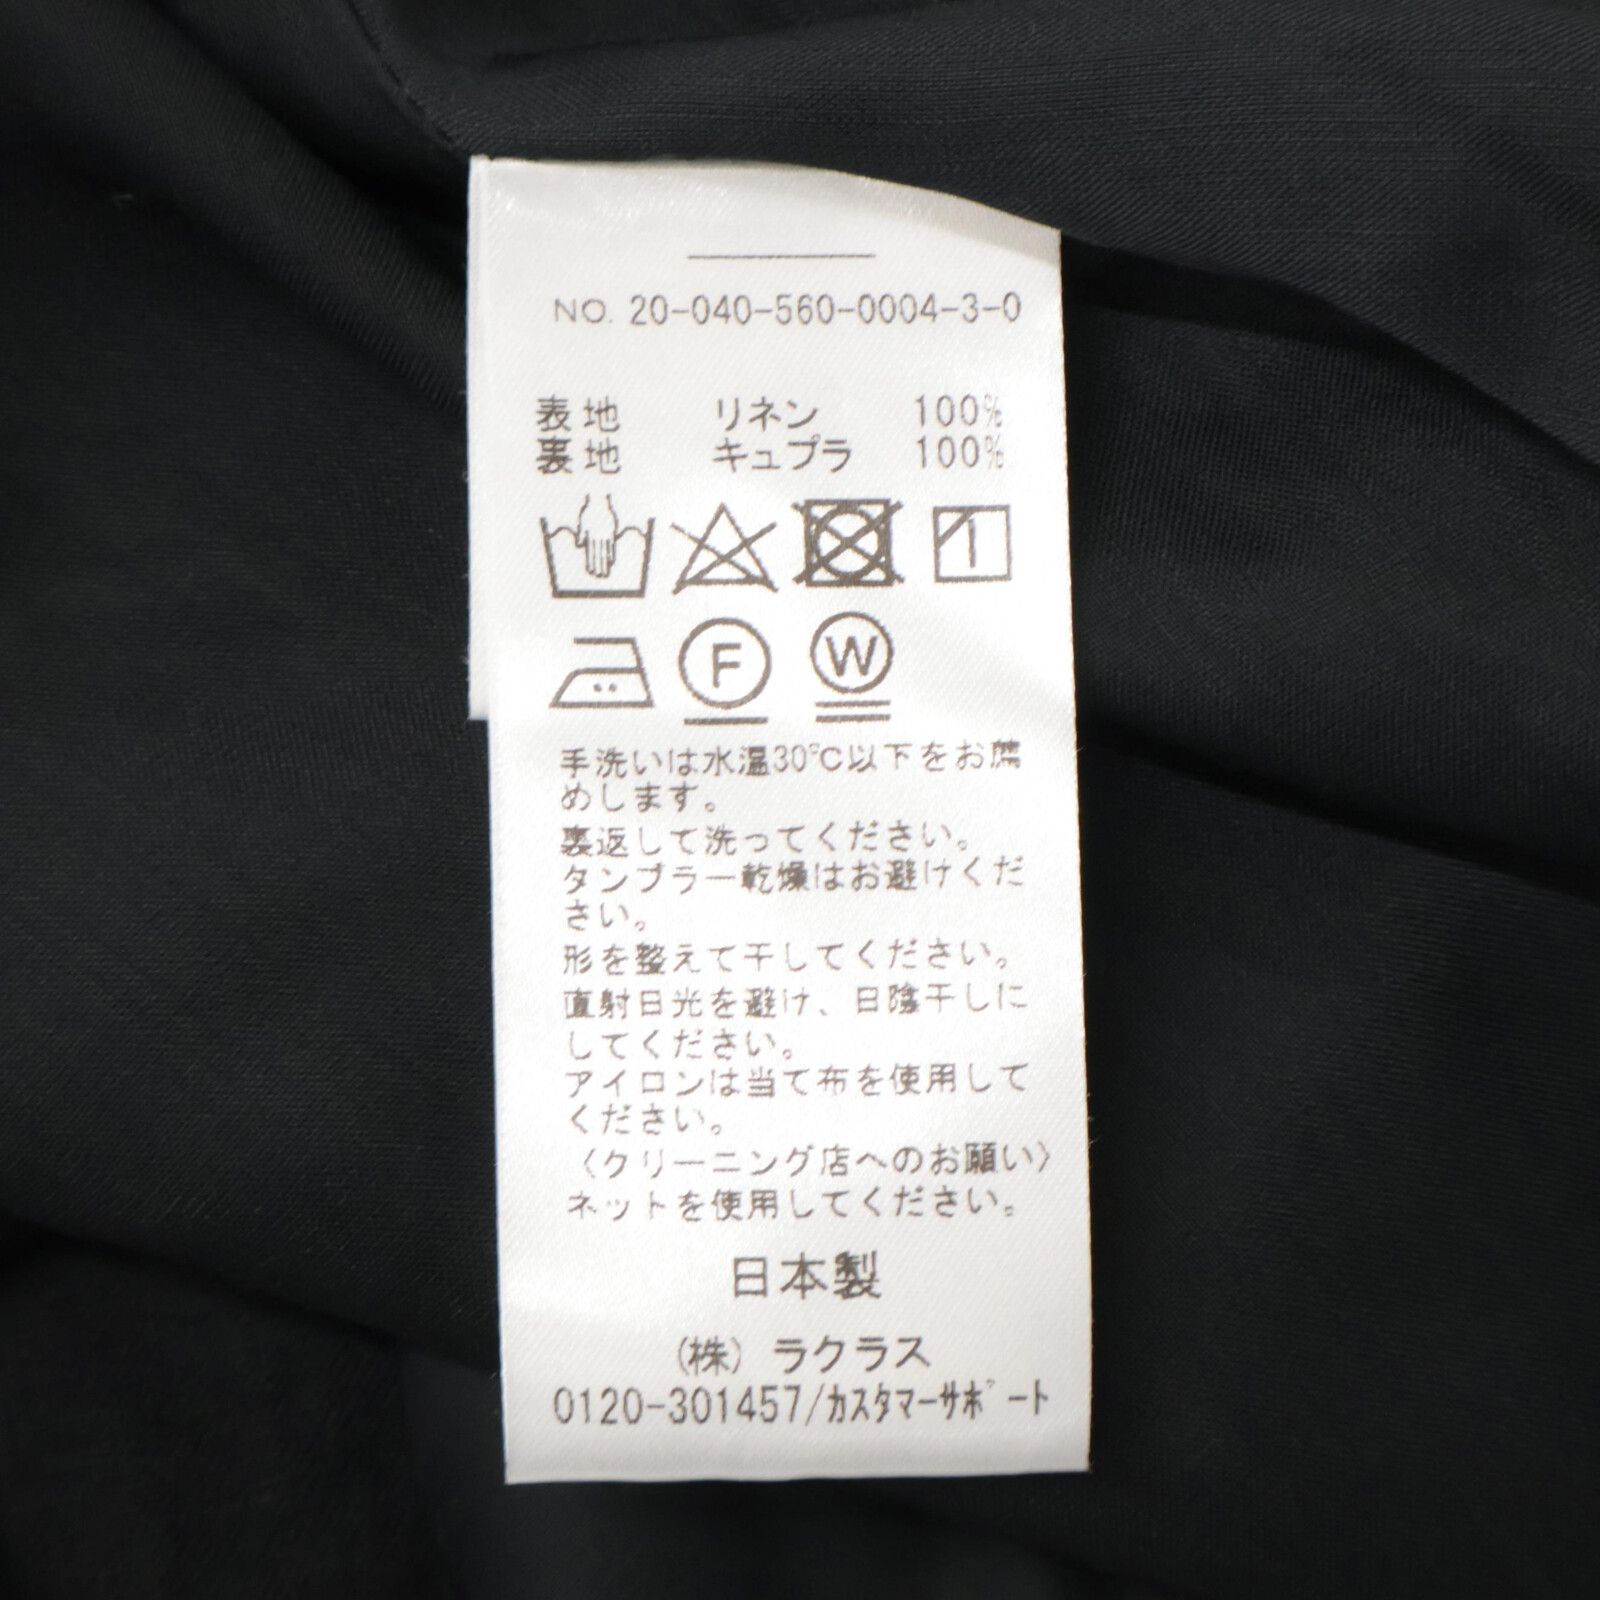 NO. 20-040-560-0004-3-0
表地 リネン 100%
裏地 キュプラ 100%
F W
手洗いは水温30℃以下をお薦
めします。
裏返して洗ってください。
タンブラー乾燥はお避けくだ
さい。
形を整えて干してください。
直射日光を避け、日陰干しに
してください。
アイロンは当て布を使用して
ください。
〈クリーニング店へのお願い〉
ネットを使用してください。
日本製
(株) ラクラス
0120-301457/ｶｽﾀﾏｰｻﾎﾟｰﾄ